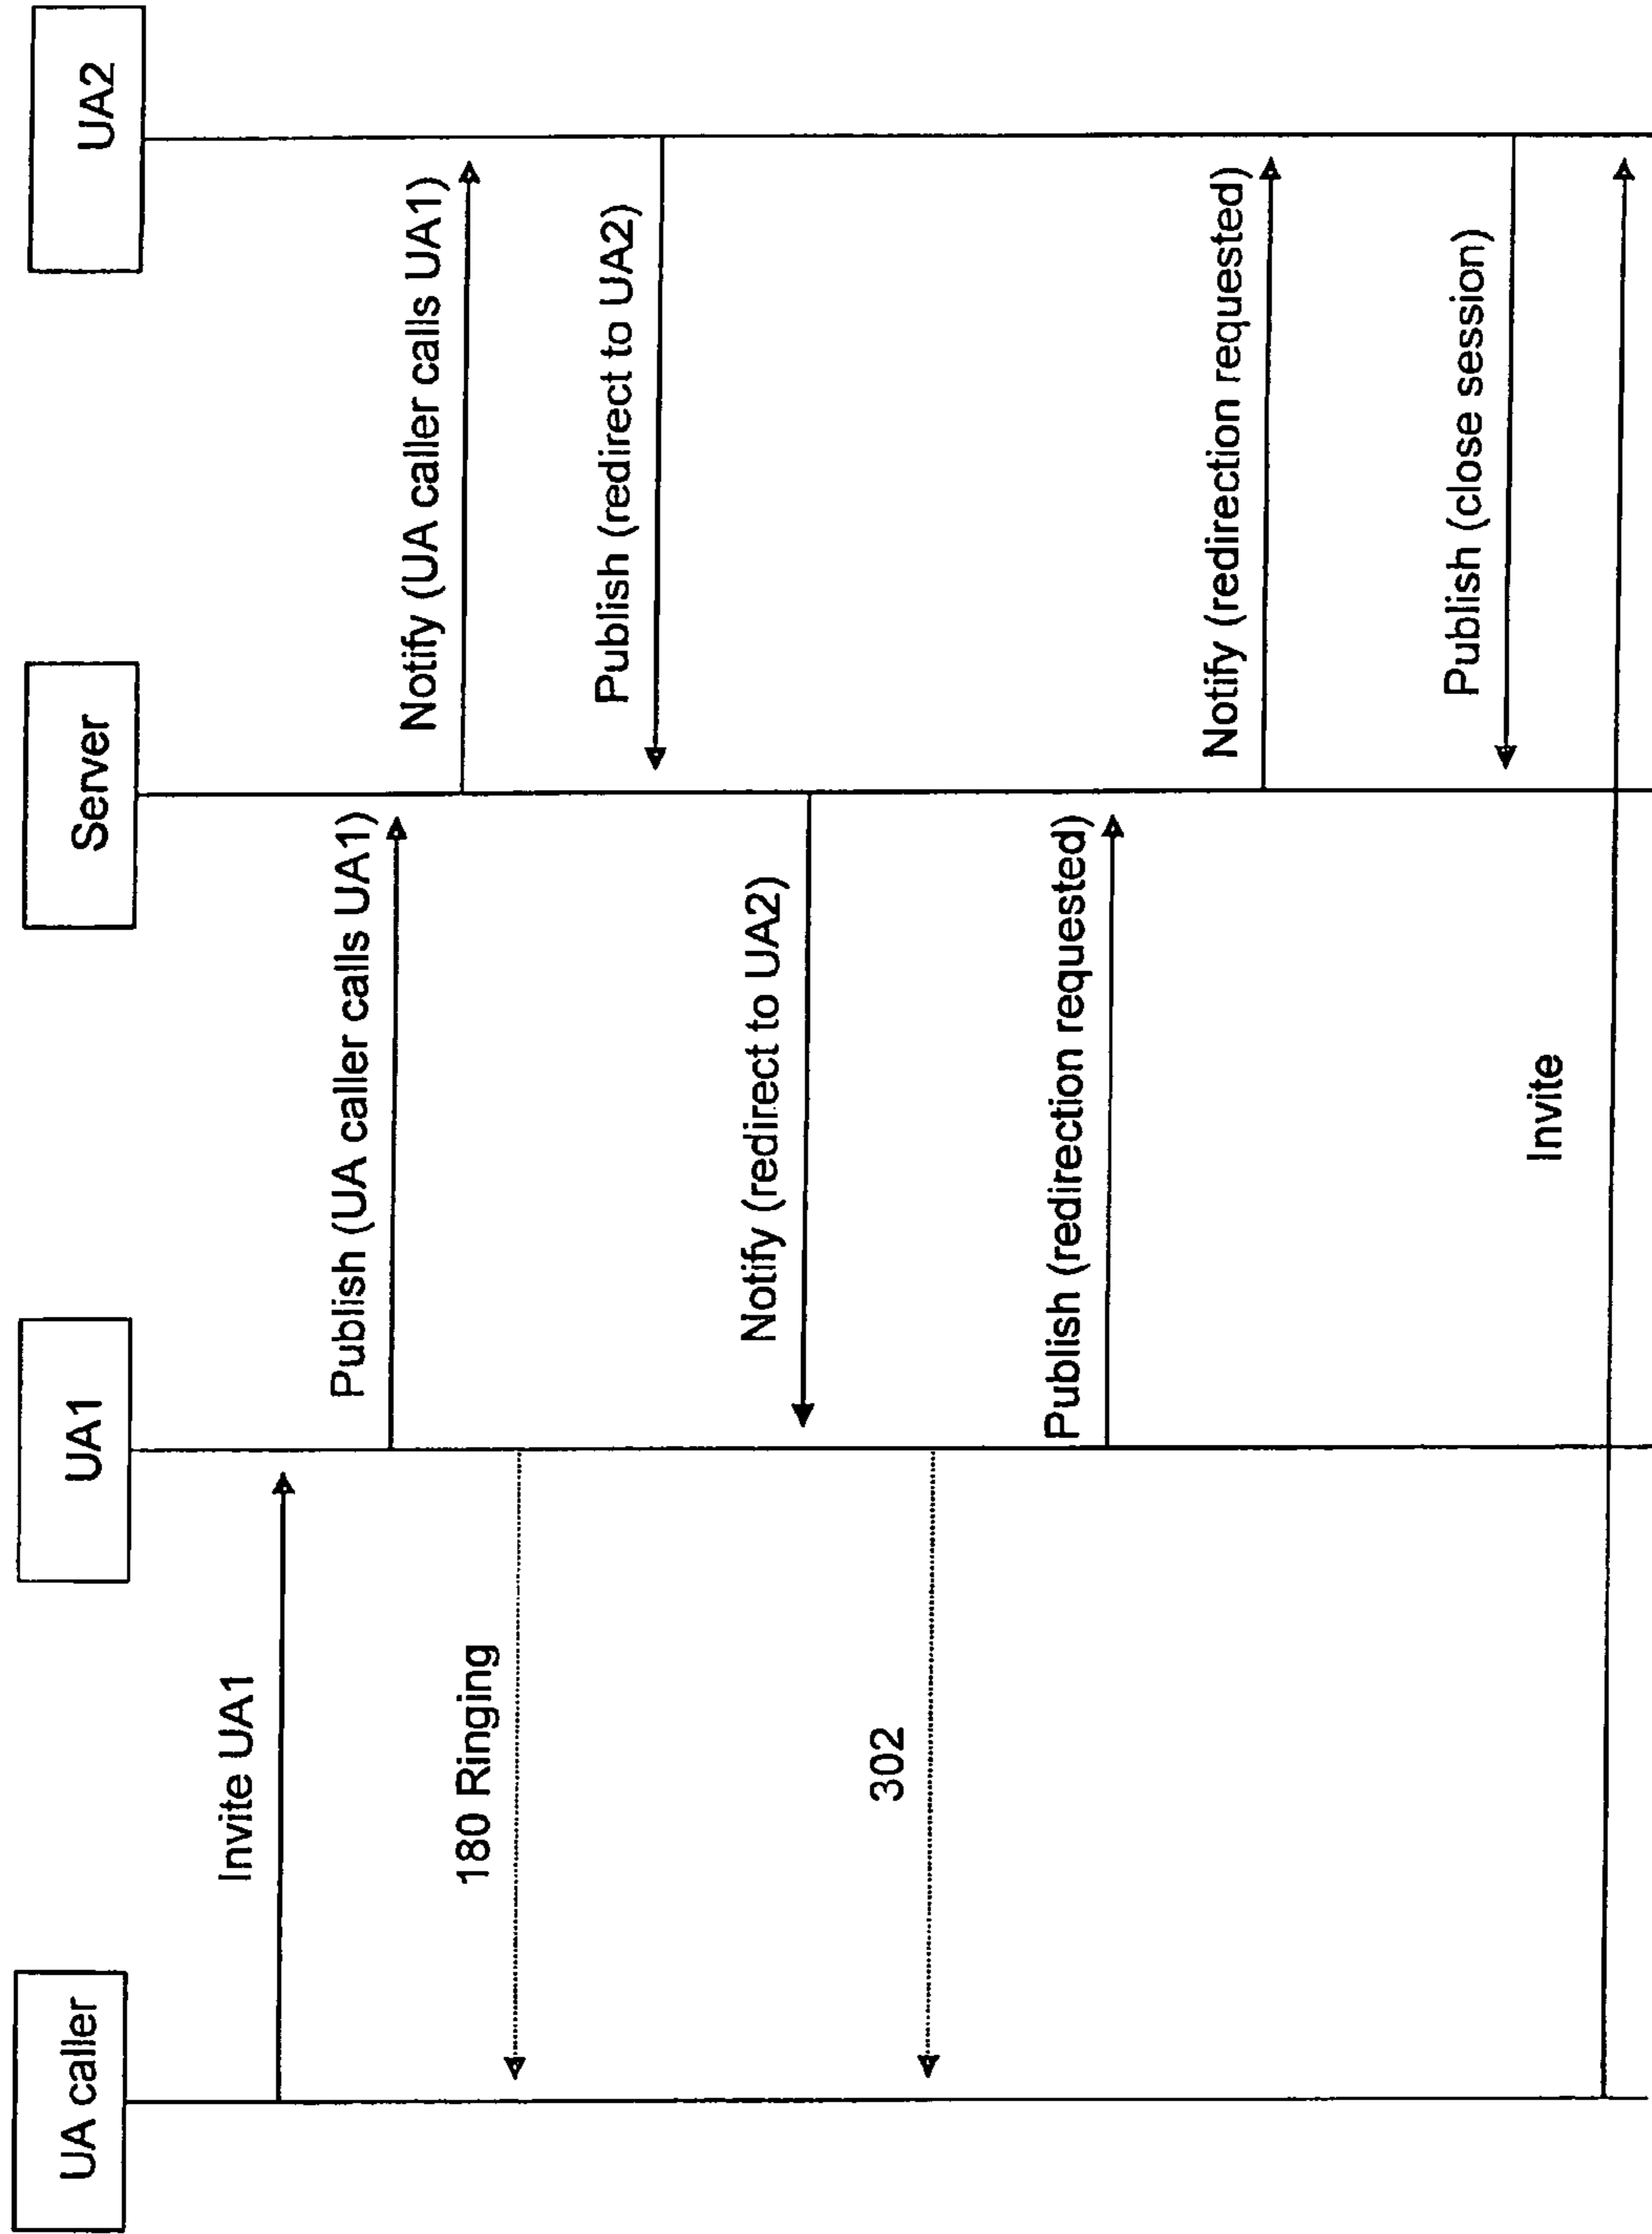 UA caller
UA1
Server
UA2
Invite UA1
Publish (UA caller calls UA1)
Notify (UA caller calls UA1)
180 Ringing
Publish (redirect to UA2)
Notify (redirect to UA2)
302
Publish (redirection requested)
Notify (redirection requested)
Publish (close session)
Invite